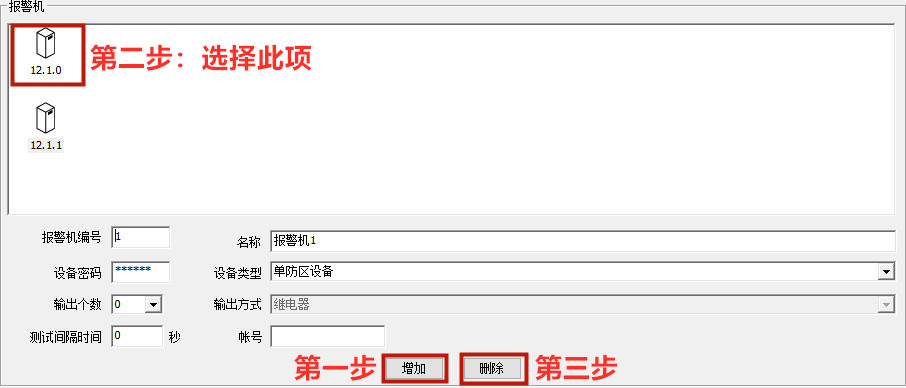 报警机
12.1.0
第二步：选择此项
12.1.1
报警机编号 1 名称 报警机1
设备密码 ****** 设备类型 单防区设备
输出个数 0 输出方式 继电器
测试间隔时间 0 秒 帐号
第一步 增加 删除 第三步